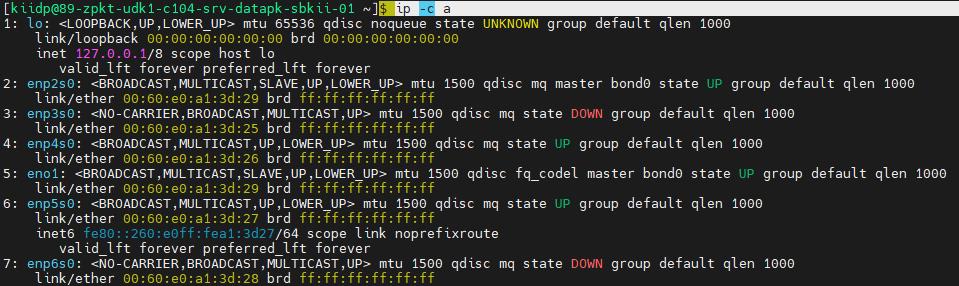 [kiidp@89-zpkt-udk1-c104-srv-datapk-sbkii-01 ~]$ ip -c a
1: lo: <LOOPBACK,UP,LOWER_UP> mtu 65536 qdisc noqueue state UNKNOWN group default qlen 1000
    link/loopback 00:00:00:00:00:00 brd 00:00:00:00:00:00
    inet 127.0.0.1/8 scope host lo
       valid_lft forever preferred_lft forever
2: enp2s0: <BROADCAST,MULTICAST,SLAVE,UP,LOWER_UP> mtu 1500 qdisc mq master bond0 state UP group default qlen 1000
    link/ether 00:60:e0:a1:3d:29 brd ff:ff:ff:ff:ff:ff
3: enp3s0: <NO-CARRIER,BROADCAST,MULTICAST,UP> mtu 1500 qdisc mq state DOWN group default qlen 1000
    link/ether 00:60:e0:a1:3d:25 brd ff:ff:ff:ff:ff:ff
4: enp4s0: <BROADCAST,MULTICAST,UP,LOWER_UP> mtu 1500 qdisc mq state UP group default qlen 1000
    link/ether 00:60:e0:a1:3d:26 brd ff:ff:ff:ff:ff:ff
5: eno1: <BROADCAST,MULTICAST,SLAVE,UP,LOWER_UP> mtu 1500 qdisc fq_codel master bond0 state UP group default qlen 1000
    link/ether 00:60:e0:a1:3d:29 brd ff:ff:ff:ff:ff:ff
6: enp5s0: <BROADCAST,MULTICAST,UP,LOWER_UP> mtu 1500 qdisc mq state UP group default qlen 1000
    link/ether 00:60:e0:a1:3d:27 brd ff:ff:ff:ff:ff:ff
    inet6 fe80::260:e0ff:fea1:3d27/64 scope link noprefixroute
       valid_lft forever preferred_lft forever
7: enp6s0: <NO-CARRIER,BROADCAST,MULTICAST,UP> mtu 1500 qdisc mq state DOWN group default qlen 1000
    link/ether 00:60:e0:a1:3d:28 brd ff:ff:ff:ff:ff:ff